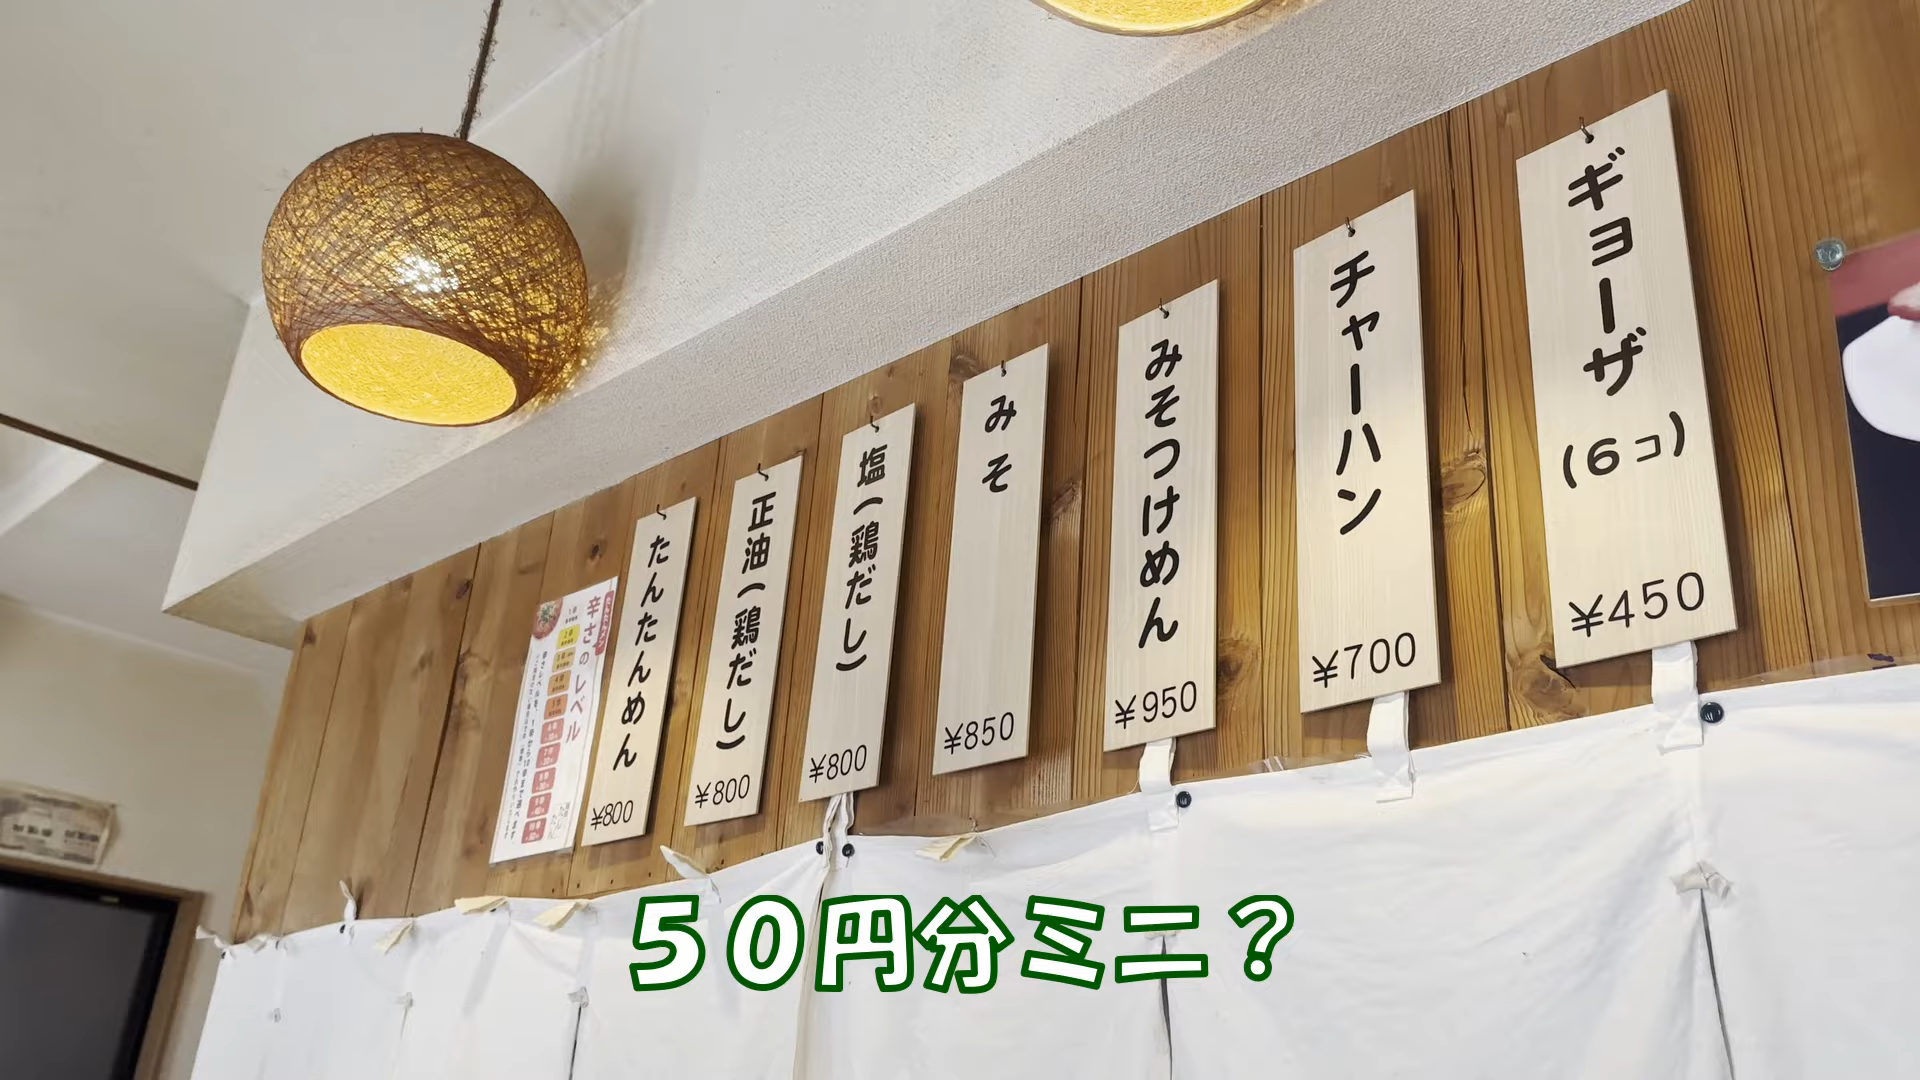 ギョーザ
(6コ)
¥450
チャーハン
¥700
みそつけめん
¥950
みそ
¥850
塩(鶏だし)
¥800
正油(鶏だし)
¥800
たんたんめん
¥800
辛さのレベル
50円分ミニ?